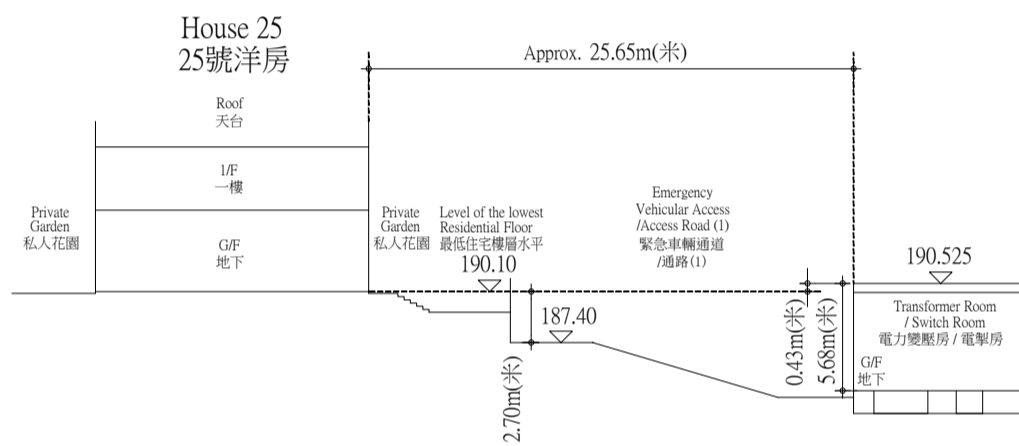 House 25
25號洋房
Approx. 25.65m(米)
Roof
天台
1/F
一樓
G/F
地下
Private
Garden
私人花園
Private
Garden
私人花園
Level of the lowest
Residential Floor
最低住宅樓層水平
190.10
Emergency
Vehicular Access
/Access Road (1)
緊急車輛通道
/通路(1)
187.40
2.70m(米)
0.43m(米)
5.68m(米)
190.525
Transformer Room
/ Switch Room
電力變壓房 / 電掣房
G/F
地下